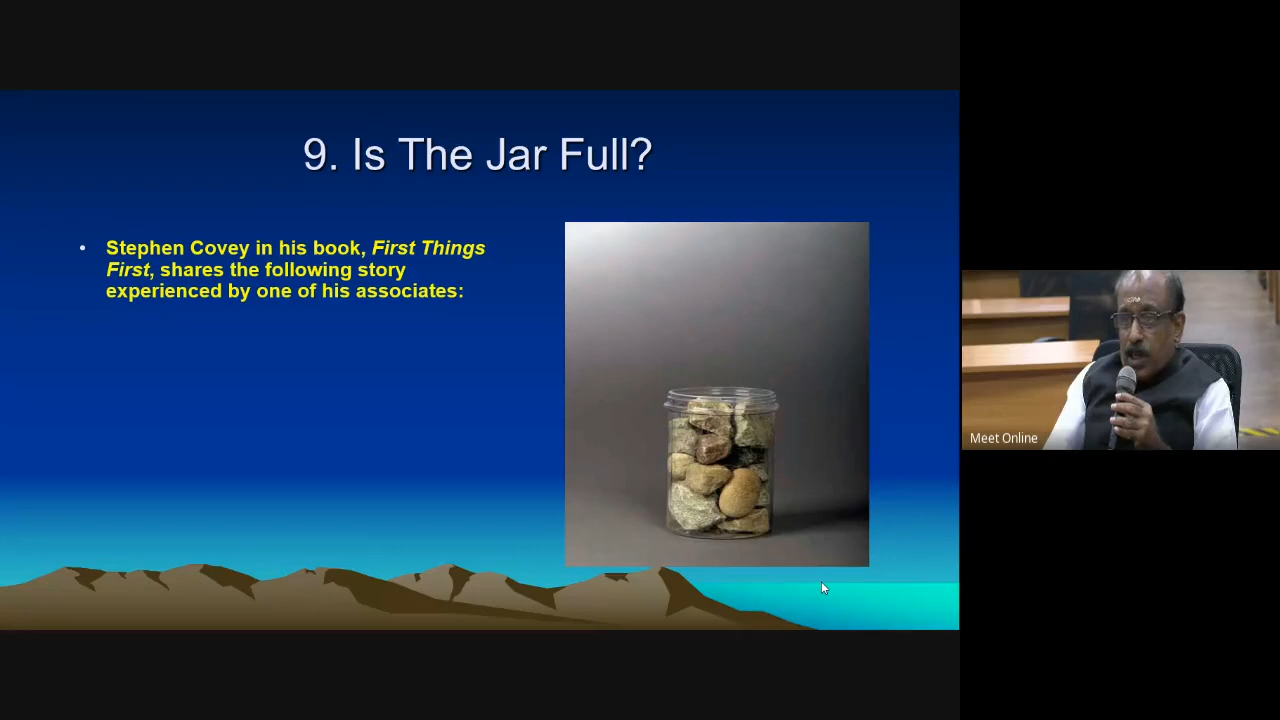 9. Is The Jar Full?
• Stephen Covey in his book, First Things
First, shares the following story
experienced by one of his associates:
Meet Online